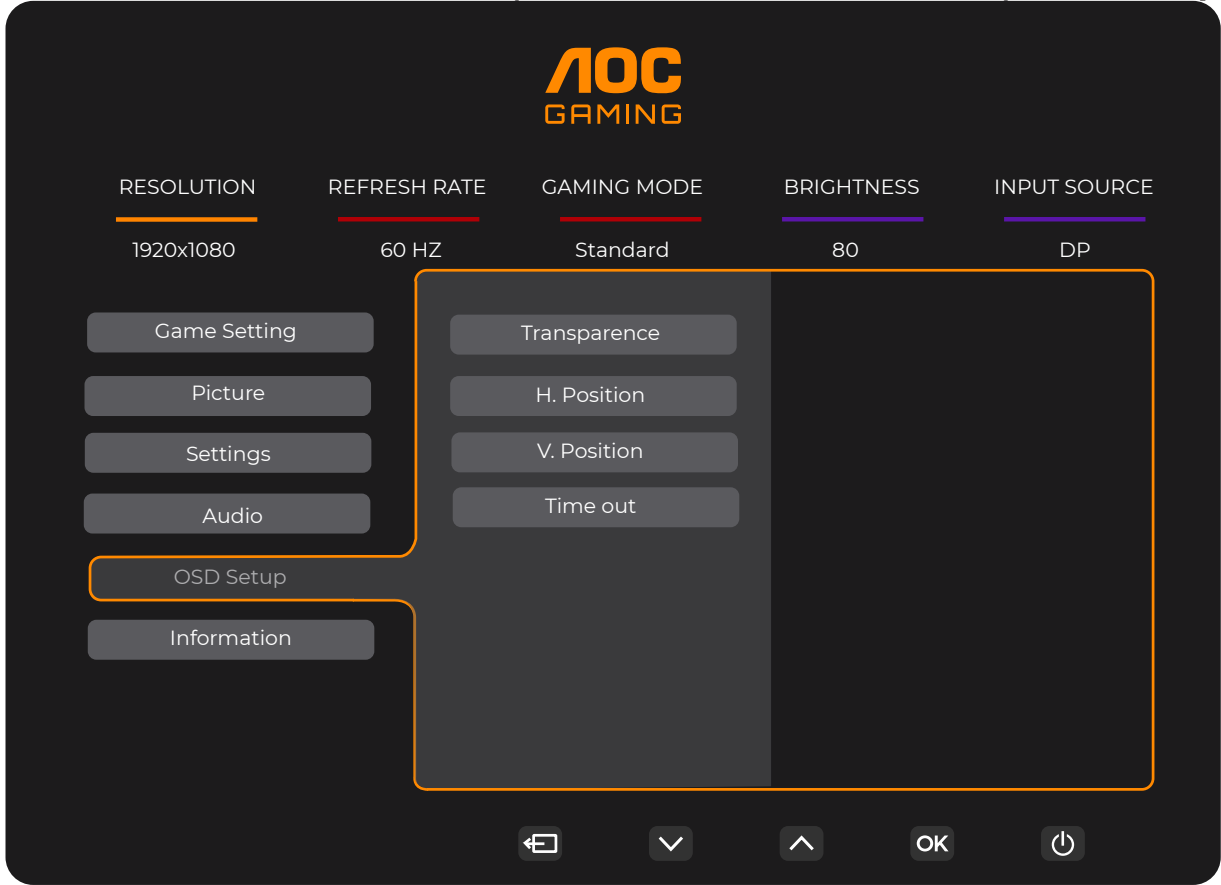 AOC
GAMING
RESOLUTION REFRESH RATE GAMING MODE BRIGHTNESS INPUT SOURCE
1920x1080 60 HZ Standard 80 DP
Game Setting
Picture
Settings
Audio
OSD Setup
Information
Transparence
H. Position
V. Position
Time out
OK